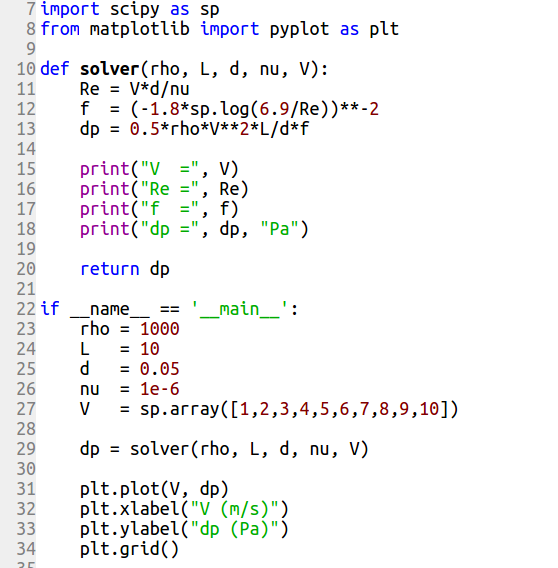 7 import scipy as sp
8 from matplotlib import pyplot as plt
9
10 def solver(rho, L, d, nu, V):
11     Re = V*d/nu
12     f  = (-1.8*sp.log(6.9/Re))**-2
13     dp = 0.5*rho*V**2*L/d*f
14
15     print("V  =", V)
16     print("Re =", Re)
17     print("f  =", f)
18     print("dp =", dp, "Pa")
19
20     return dp
21
22 if __name__ == '__main__':
23     rho = 1000
24     L   = 10
25     d   = 0.05
26     nu  = 1e-6
27     V   = sp.array([1,2,3,4,5,6,7,8,9,10])
28
29     dp = solver(rho, L, d, nu, V)
30
31     plt.plot(V, dp)
32     plt.xlabel("V (m/s)")
33     plt.ylabel("dp (Pa)")
34     plt.grid()